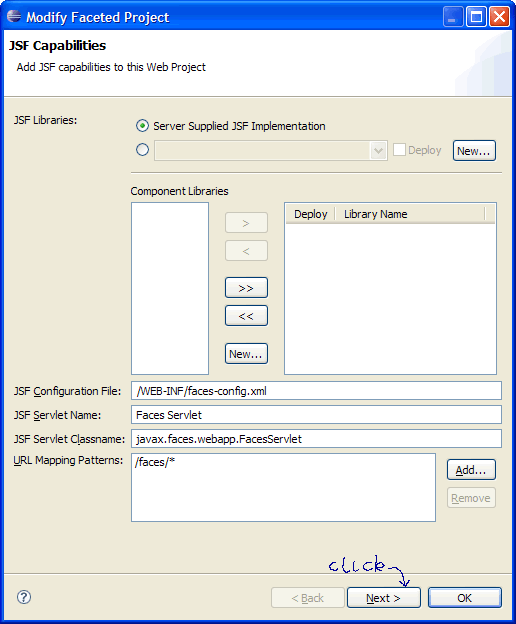 Modify Faceted Project
JSF Capabilities
Add JSF capabilities to this Web Project
JSF Libraries:
Server Supplied JSF Implementation
Deploy
New...
Component Libraries
>
<
>>
<<
New...
Deploy Library Name
JSF Configuration File: /WEB-INF/faces-config.xml
JSF Servlet Name: Faces Servlet
JSF Servlet Classname: javax.faces.webapp.FacesServlet
URL Mapping Patterns: /faces/*
Add...
Remove
click
? < Back Next > OK